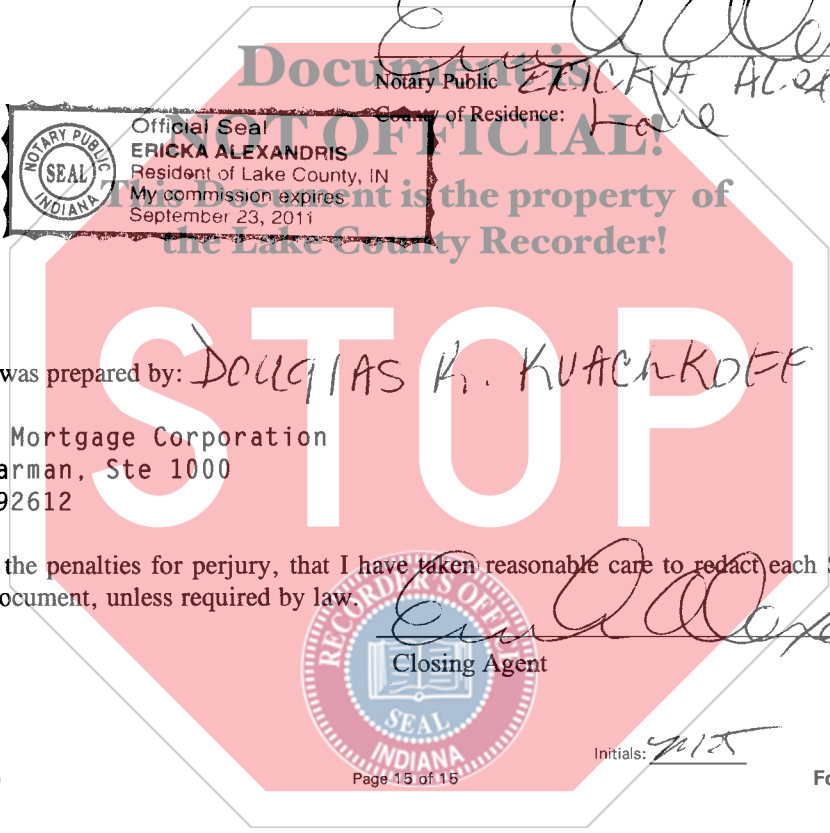 Document is
NOT OFFICIAL!
This Document is the property of
the Lake County Recorder!
STOP
Notary Public ERICKA
County of Residence: Lake
Official Seal
ERICKA ALEXANDRIS
Resident of Lake County, IN
My commission expires
September 23, 2011
NOTARY PUBLIC
SEAL
INDIANA
was prepared by: DOUGLAS K. KVACHKOFF
Mortgage Corporation
arman, Ste 1000
92612
the penalties for perjury, that I have taken reasonable care to redact each S
ocument, unless required by law.
Closing Agent
RECORDER'S OFFICE
SEAL
INDIANA
Initials:
Page 15 of 15
Fo